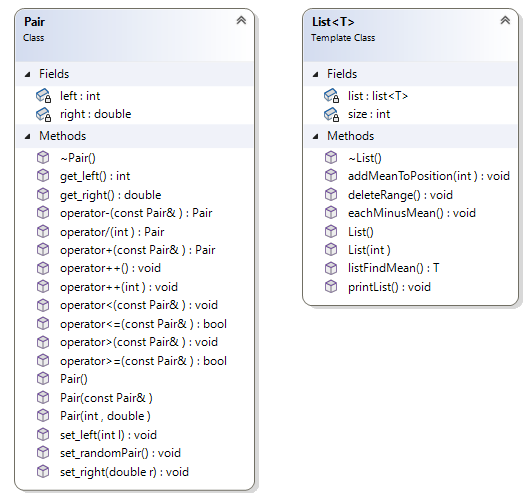 Pair
Class
Fields
left : int
right : double
Methods
~Pair()
get_left() : int
get_right() : double
operator-(const Pair& ) : Pair
operator/(int ) : Pair
operator+(const Pair& ) : Pair
operator++() : void
operator++(int ) : void
operator<(const Pair& ) : void
operator<=(const Pair& ) : bool
operator>(const Pair& ) : void
operator>=(const Pair& ) : bool
Pair()
Pair(const Pair& )
Pair(int , double )
set_left(int l) : void
set_randomPair() : void
set_right(double r) : void
List<T>
Template Class
Fields
list : list<T>
size : int
Methods
~List()
addMeanToPosition(int ) : void
deleteRange() : void
eachMinusMean() : void
List()
List(int )
listFindMean() : T
printList() : void